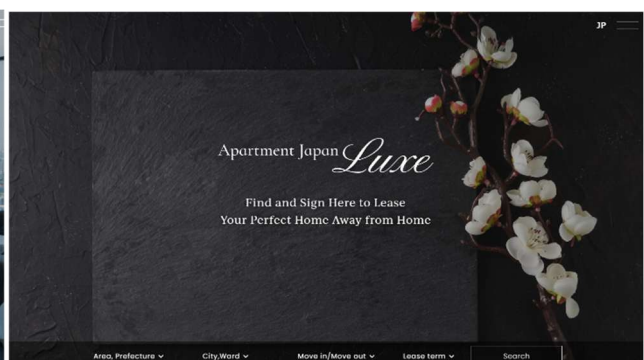 JP
Apartment Japan Luxe
Find and Sign Here to Lease
Your Perfect Home Away from Home
Area, Prefecture
City,Ward
Move in/Move out
Lease term
Search